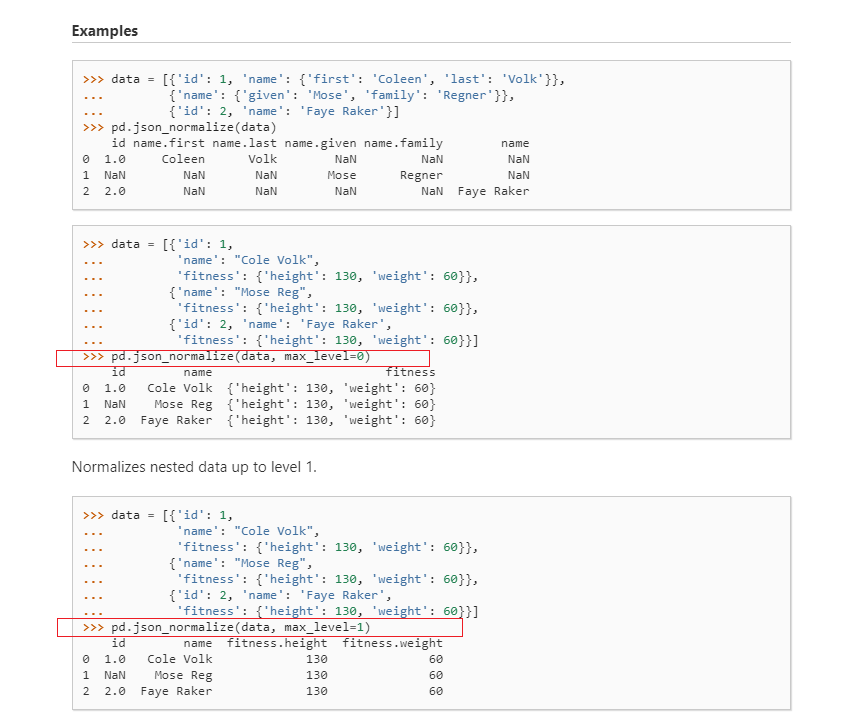 Examples
>>> data = [{'id': 1, 'name': {'first': 'Coleen', 'last': 'Volk'}},
...         {'name': {'given': 'Mose', 'family': 'Regner'}},
...         {'id': 2, 'name': 'Faye Raker'}]
>>> pd.json_normalize(data)
    id name.first name.last name.given name.family        name
0  1.0     Coleen      Volk        NaN         NaN         NaN
1  NaN        NaN       NaN       Mose      Regner         NaN
2  2.0        NaN       NaN        NaN         NaN  Faye Raker
>>> data = [{'id': 1,
...          'name': "Cole Volk",
...          'fitness': {'height': 130, 'weight': 60}},
...         {'name': "Mose Reg",
...          'fitness': {'height': 130, 'weight': 60}},
...         {'id': 2, 'name': 'Faye Raker',
...          'fitness': {'height': 130, 'weight': 60}}]
>>> pd.json_normalize(data, max_level=0)
    id        name                        fitness
0  1.0   Cole Volk  {'height': 130, 'weight': 60}
1  NaN    Mose Reg  {'height': 130, 'weight': 60}
2  2.0  Faye Raker  {'height': 130, 'weight': 60}
Normalizes nested data up to level 1.
>>> data = [{'id': 1,
...          'name': "Cole Volk",
...          'fitness': {'height': 130, 'weight': 60}},
...         {'name': "Mose Reg",
...          'fitness': {'height': 130, 'weight': 60}},
...         {'id': 2, 'name': 'Faye Raker',
...          'fitness': {'height': 130, 'weight': 60}}]
>>> pd.json_normalize(data, max_level=1)
    id        name  fitness.height  fitness.weight
0  1.0   Cole Volk             130              60
1  NaN    Mose Reg             130              60
2  2.0  Faye Raker             130              60